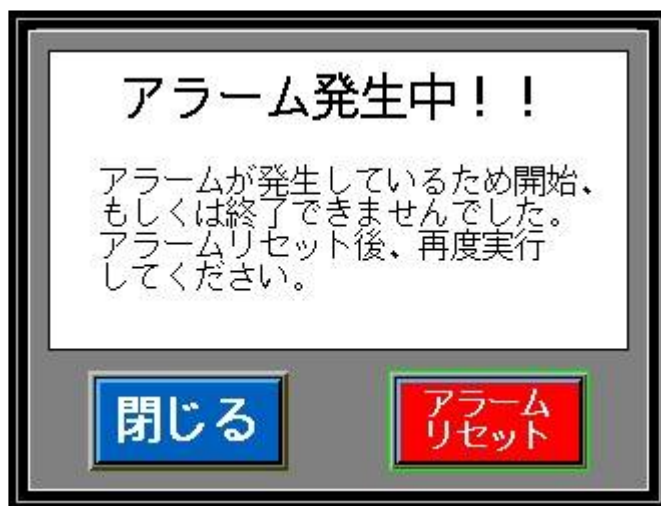 アラーム発生中！！
アラームが発生しているため開始、
もしくは終了できませんでした。
アラームリセット後、再度実行
してください。
閉じる
アラーム
リセット